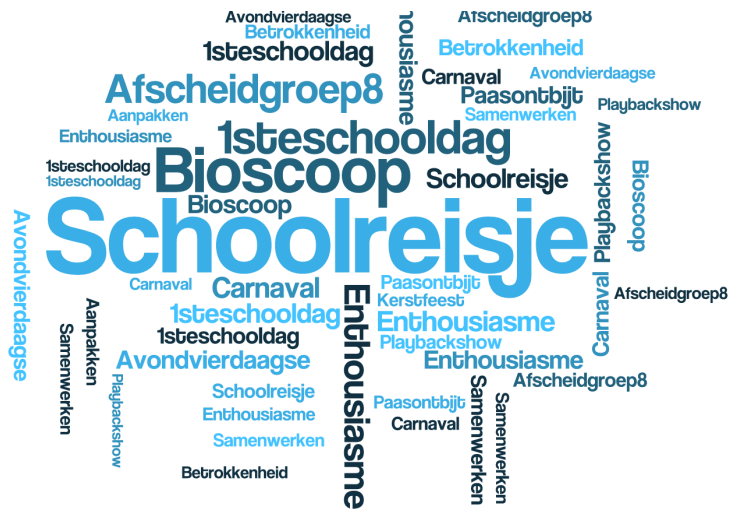 Avondvierdaagse
Afscheidgroep8
Betrokkenheid
1steschooldag
housiasme
Betrokkenheid
Carnaval
Avondvierdaagse
Afscheidgroep8
Paasontbijt
Playbackshow
Aanpakken
Samenwerken
Enthousiasme
1steschooldag
Playbackshow
1steschooldag
1steschooldag
Bioscoop
Schoolreisje
Bioscoop
Bioscoop
Schoolreisje
Avondvierdaagse
Carnaval
Carnaval
Paasontbijt
Carnaval
Afscheidgroep8
Kerstfeest
Enthousiasme
Aanpakken
1steschooldag
Enthousiasme
Samenwerken
1steschooldag
Playbackshow
Avondvierdaagse
Enthousiasme
Playbackshow
Schoolreisje
Afscheidgroep8
Samenwerken
Samenwerken
Enthousiasme
Paasontbijt
Carnaval
Samenwerken
Betrokkenheid